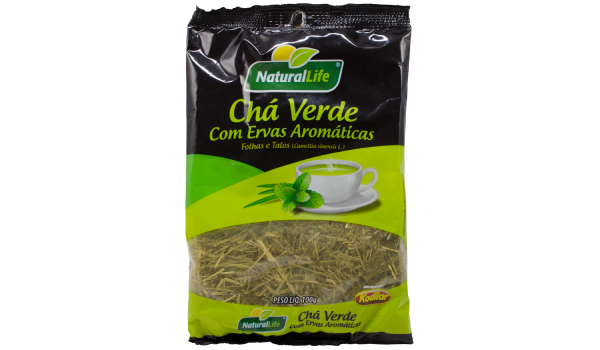 NaturalLife®
Chá Verde
Com Ervas Aromáticas
Folhas e Talos (Camellia sinensis L.)
Kodilar
PESO LÍQ. 100g
NaturalLife
Chá Verde
Com Ervas Aromáticas